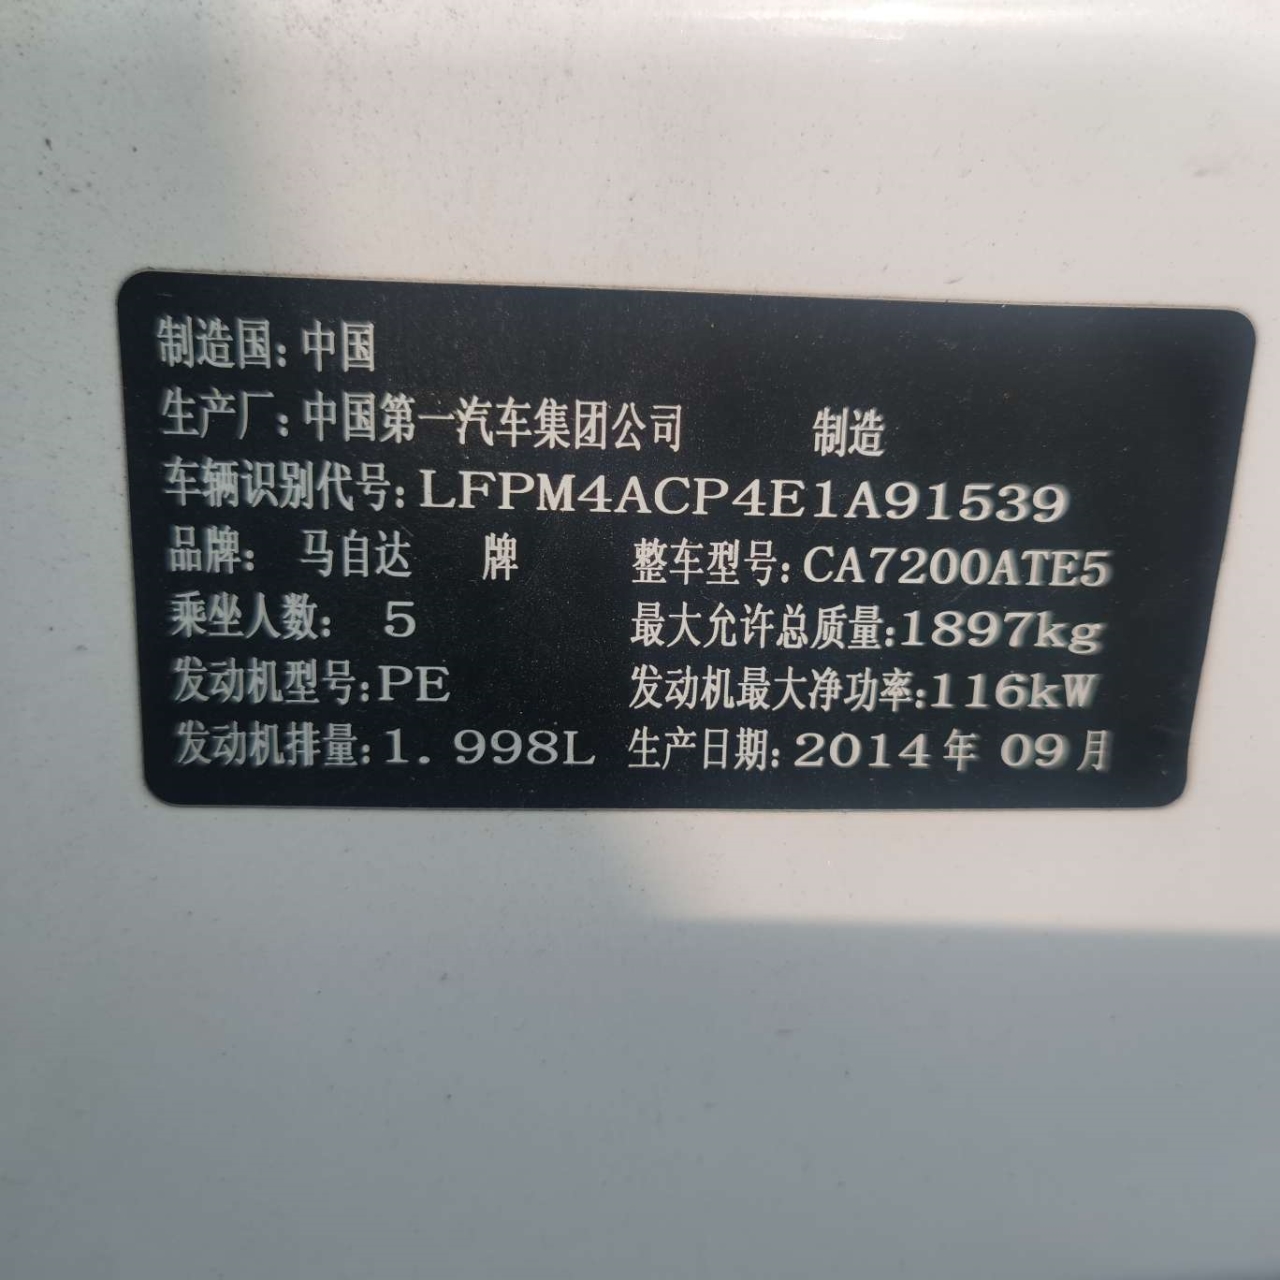 制造国:中国
生产厂:中国第一汽车集团公司 制造
车辆识别代号:LFPM4ACP4E1A91539
品牌: 马自达 牌 整车型号:CA7200ATE5
乘坐人数: 5 最大允许总质量:1897kg
发动机型号:PE 发动机最大净功率:116kW
发动机排量:1.998L 生产日期:2014年09月